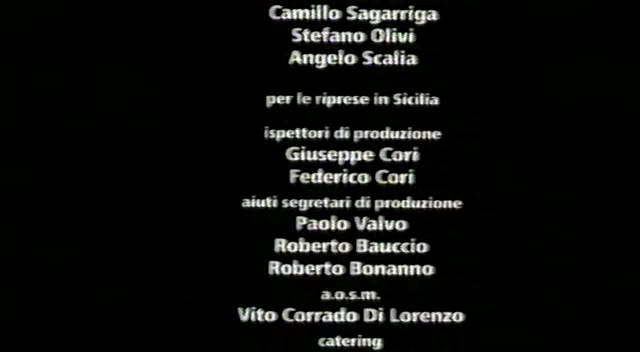 Camillo Sagarriga
Stefano Olivi
Angelo Scalia
per le riprese in Sicilia
ispettori di produzione
Giuseppe Cori
Federico Cori
aiuti segretari di produzione
Paolo Valvo
Roberto Bauccio
Roberto Bonanno
a.o.s.m.
Vito Corrado Di Lorenzo
catering